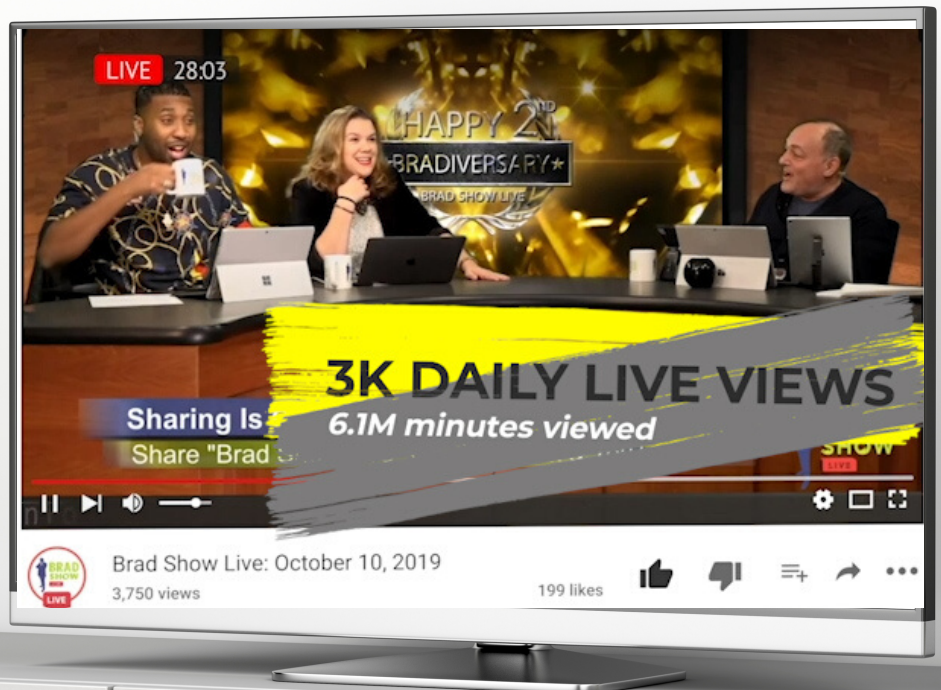 LIVE 28:03
CHAPPY 2ND
BRADIVERSARY
BRAD SHOW LIVE
3K DAILY LIVE VIEWS
6.1M minutes viewed
Sharing Is
Share "Brad
SHOW
LIVE
Brad Show Live: October 10, 2019
3,750 views
199 likes
BRAD
SHOW
LIVE